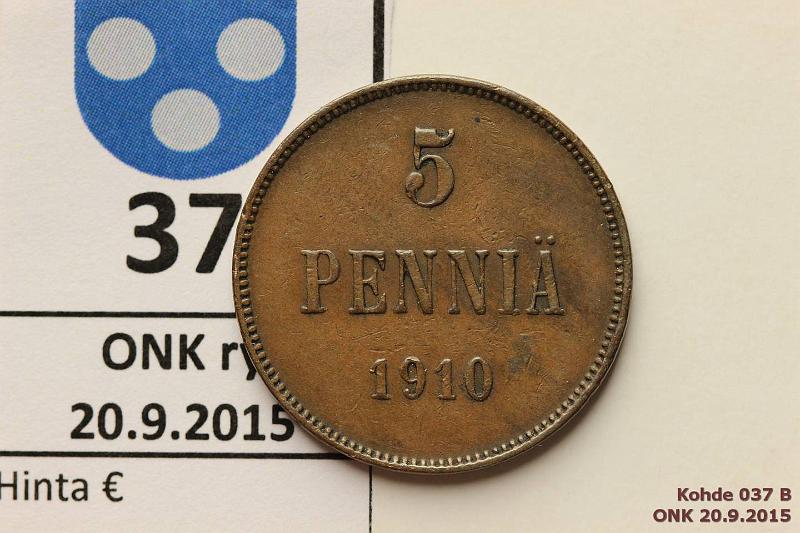 37
ONK ry
20.9.2015
Hinta €
5
PENNIÄ
1910
Kohde 037 B
ONK 20.9.2015